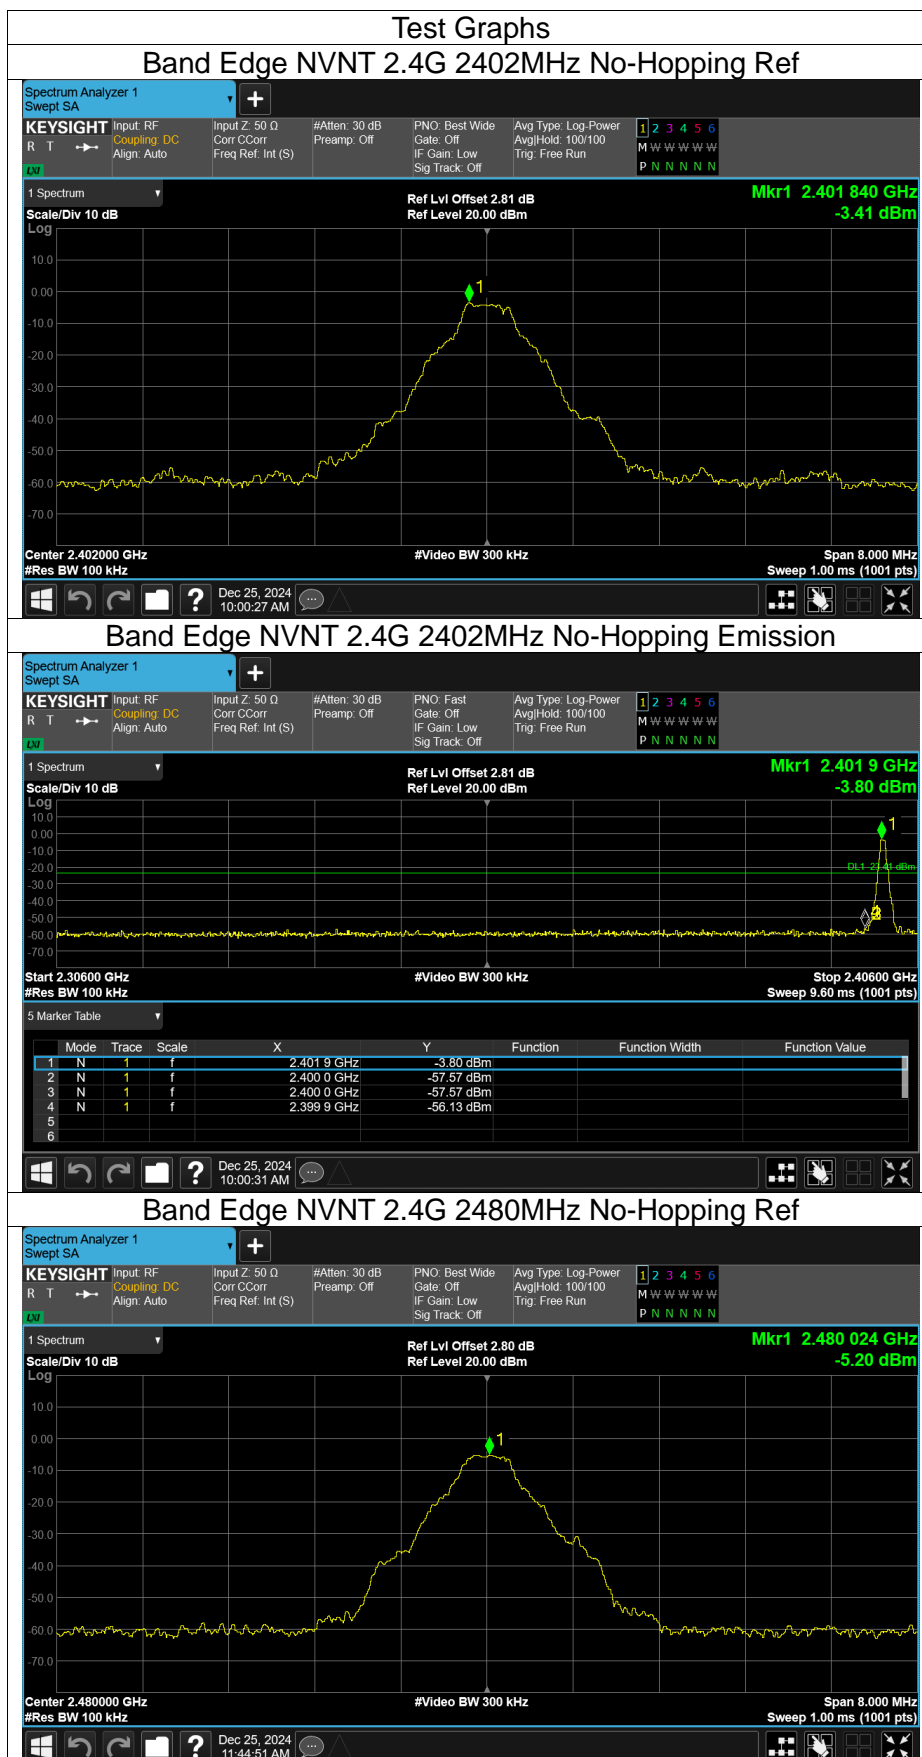 Test Graphs
Band Edge NVNT 2.4G 2402MHz No-Hopping Ref
Spectrum Analyzer 1
Swept SA
KEYSIGHT Input: RF Input Z: 50 Ω #Atten: 30 dB PNO: Best Wide Avg Type: Log-Power 1 2 3 4 5 6
R T Coupling: DC Corr CCorr Preamp: Off Gate: Off Avg|Hold: 100/100 M W W W W W
Align: Auto Freq Ref: Int (S) IF Gain: Low Trig: Free Run
LXI Sig Track: Off P N N N N N
1 Spectrum Ref Lvl Offset 2.81 dB Mkr1 2.401 840 GHz
Scale/Div 10 dB Ref Level 20.00 dBm -3.41 dBm
Log
10.0
1
0.00
-10.0
-20.0
-30.0
-40.0
-50.0
-60.0
-70.0
Center 2.402000 GHz #Video BW 300 kHz Span 8.000 MHz
#Res BW 100 kHz Sweep 1.00 ms (1001 pts)
? Dec 25, 2024
10:00:27 AM
Band Edge NVNT 2.4G 2402MHz No-Hopping Emission
Spectrum Analyzer 1
Swept SA
KEYSIGHT Input: RF Input Z: 50 Ω #Atten: 30 dB PNO: Fast Avg Type: Log-Power 1 2 3 4 5 6
R T Coupling: DC Corr CCorr Preamp: Off Gate: Off Avg|Hold: 100/100 M W W W W W
Align: Auto Freq Ref: Int (S) IF Gain: Low Trig: Free Run
LXI Sig Track: Off P N N N N N
1 Spectrum Ref Lvl Offset 2.81 dB Mkr1 2.401 9 GHz
Scale/Div 10 dB Ref Level 20.00 dBm -3.80 dBm
Log
10.0
1
0.00
-10.0
-20.0 DL1 -23.41 dBm
-30.0
-40.0
-50.0
-60.0
-70.0
Start 2.30600 GHz #Video BW 300 kHz Stop 2.40600 GHz
#Res BW 100 kHz Sweep 9.60 ms (1001 pts)
5 Marker Table
Mode Trace Scale X Y Function Function Width Function Value
1 N 1 f 2.401 9 GHz -3.80 dBm
2 N 1 f 2.400 0 GHz -57.57 dBm
3 N 1 f 2.400 0 GHz -57.57 dBm
4 N 1 f 2.399 9 GHz -56.13 dBm
5
6
? Dec 25, 2024
10:00:31 AM
Band Edge NVNT 2.4G 2480MHz No-Hopping Ref
Spectrum Analyzer 1
Swept SA
KEYSIGHT Input: RF Input Z: 50 Ω #Atten: 30 dB PNO: Best Wide Avg Type: Log-Power 1 2 3 4 5 6
R T Coupling: DC Corr CCorr Preamp: Off Gate: Off Avg|Hold: 100/100 M W W W W W
Align: Auto Freq Ref: Int (S) IF Gain: Low Trig: Free Run
LXI Sig Track: Off P N N N N N
1 Spectrum Ref Lvl Offset 2.80 dB Mkr1 2.480 024 GHz
Scale/Div 10 dB Ref Level 20.00 dBm -5.20 dBm
Log
10.0
0.00 1
-10.0
-20.0
-30.0
-40.0
-50.0
-60.0
-70.0
Center 2.480000 GHz #Video BW 300 kHz Span 8.000 MHz
#Res BW 100 kHz Sweep 1.00 ms (1001 pts)
? Dec 25, 2024
11:44:51 AM